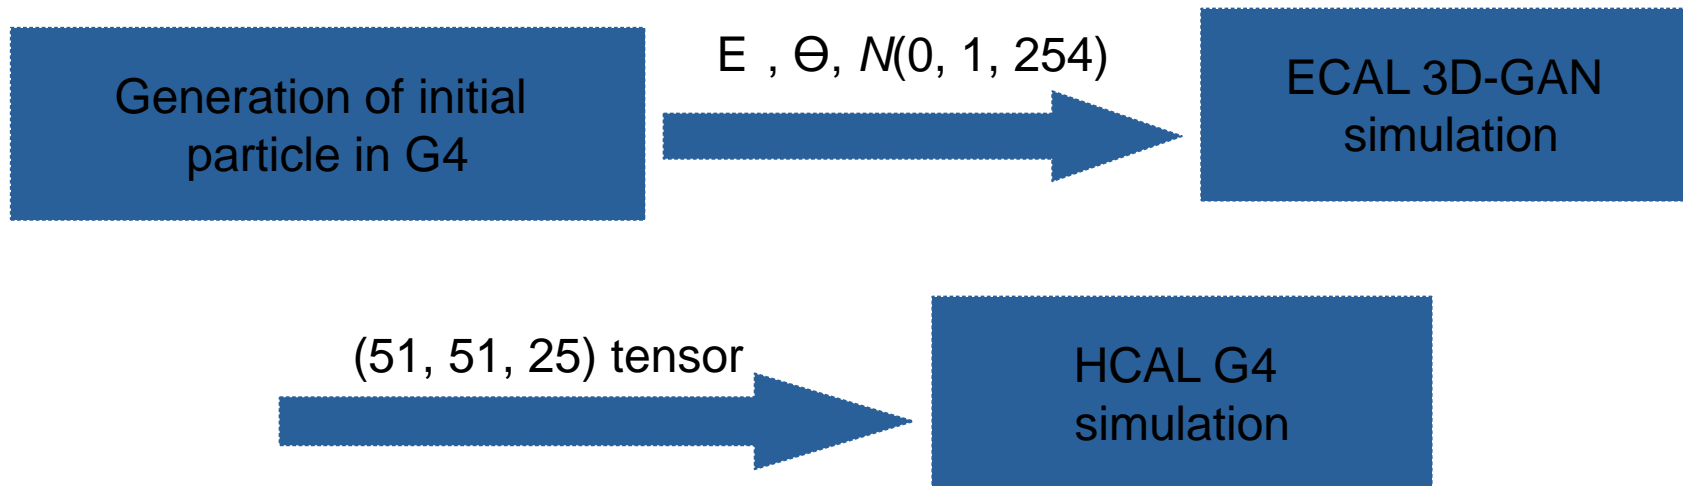 Generation of initial
particle in G4
E , ϴ, N(0, 1, 254)
ECAL 3D-GAN
simulation
(51, 51, 25) tensor
HCAL G4
simulation